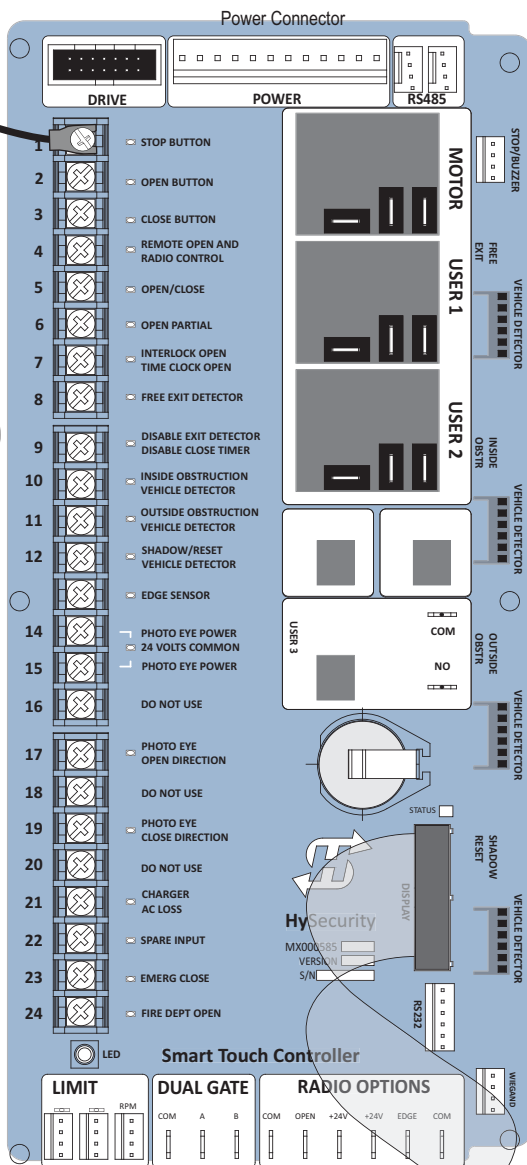 Power Connector
DRIVE
POWER
RS485
1
STOP BUTTON
2
OPEN BUTTON
3
CLOSE BUTTON
4
REMOTE OPEN AND
RADIO CONTROL
5
OPEN/CLOSE
6
OPEN PARTIAL
7
INTERLOCK OPEN
TIME CLOCK OPEN
8
FREE EXIT DETECTOR
9
DISABLE EXIT DETECTOR
DISABLE CLOSE TIMER
10
INSIDE OBSTRUCTION
VEHICLE DETECTOR
11
OUTSIDE OBSTRUCTION
VEHICLE DETECTOR
12
SHADOW/RESET
VEHICLE DETECTOR
EDGE SENSOR
14
PHOTO EYE POWER
24 VOLTS COMMON
15
PHOTO EYE POWER
16
DO NOT USE
17
PHOTO EYE
OPEN DIRECTION
18
DO NOT USE
19
PHOTO EYE
CLOSE DIRECTION
20
DO NOT USE
21
CHARGER
AC LOSS
22
SPARE INPUT
23
EMERG CLOSE
24
FIRE DEPT OPEN
MOTOR
USER 1
USER 2
USER 3
COM
NO
STOP/BUZZER
FREE
EXIT
VEHICLE DETECTOR
INSIDE
OBSTR
VEHICLE DETECTOR
OUTSIDE
OBSTR
VEHICLE DETECTOR
STATUS
DISPLAY
SHADOW
RESET
VEHICLE DETECTOR
HySecurity
MX000585
VERSION
S/N
RS232
WIEGAND
LED
Smart Touch Controller
LIMIT
RPM
DUAL GATE
COM A B
RADIO OPTIONS
COM OPEN +24V +24V EDGE COM